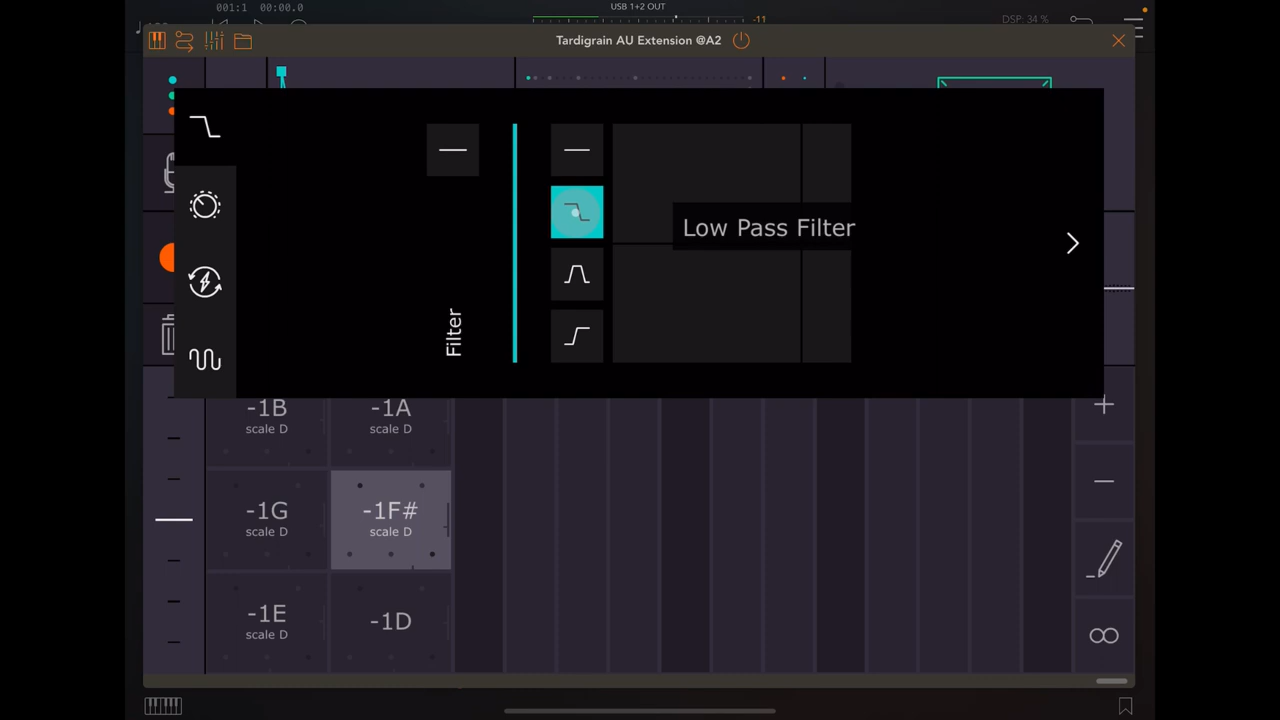 001:1 00:00.0
USB 1+2 OUT
-11
DSP: 34 %
Tardigrain AU Extension @A2
Filter
Low Pass Filter
-1B
scale D
-1A
scale D
-1G
scale D
-1F#
scale D
-1E
scale D
-1D